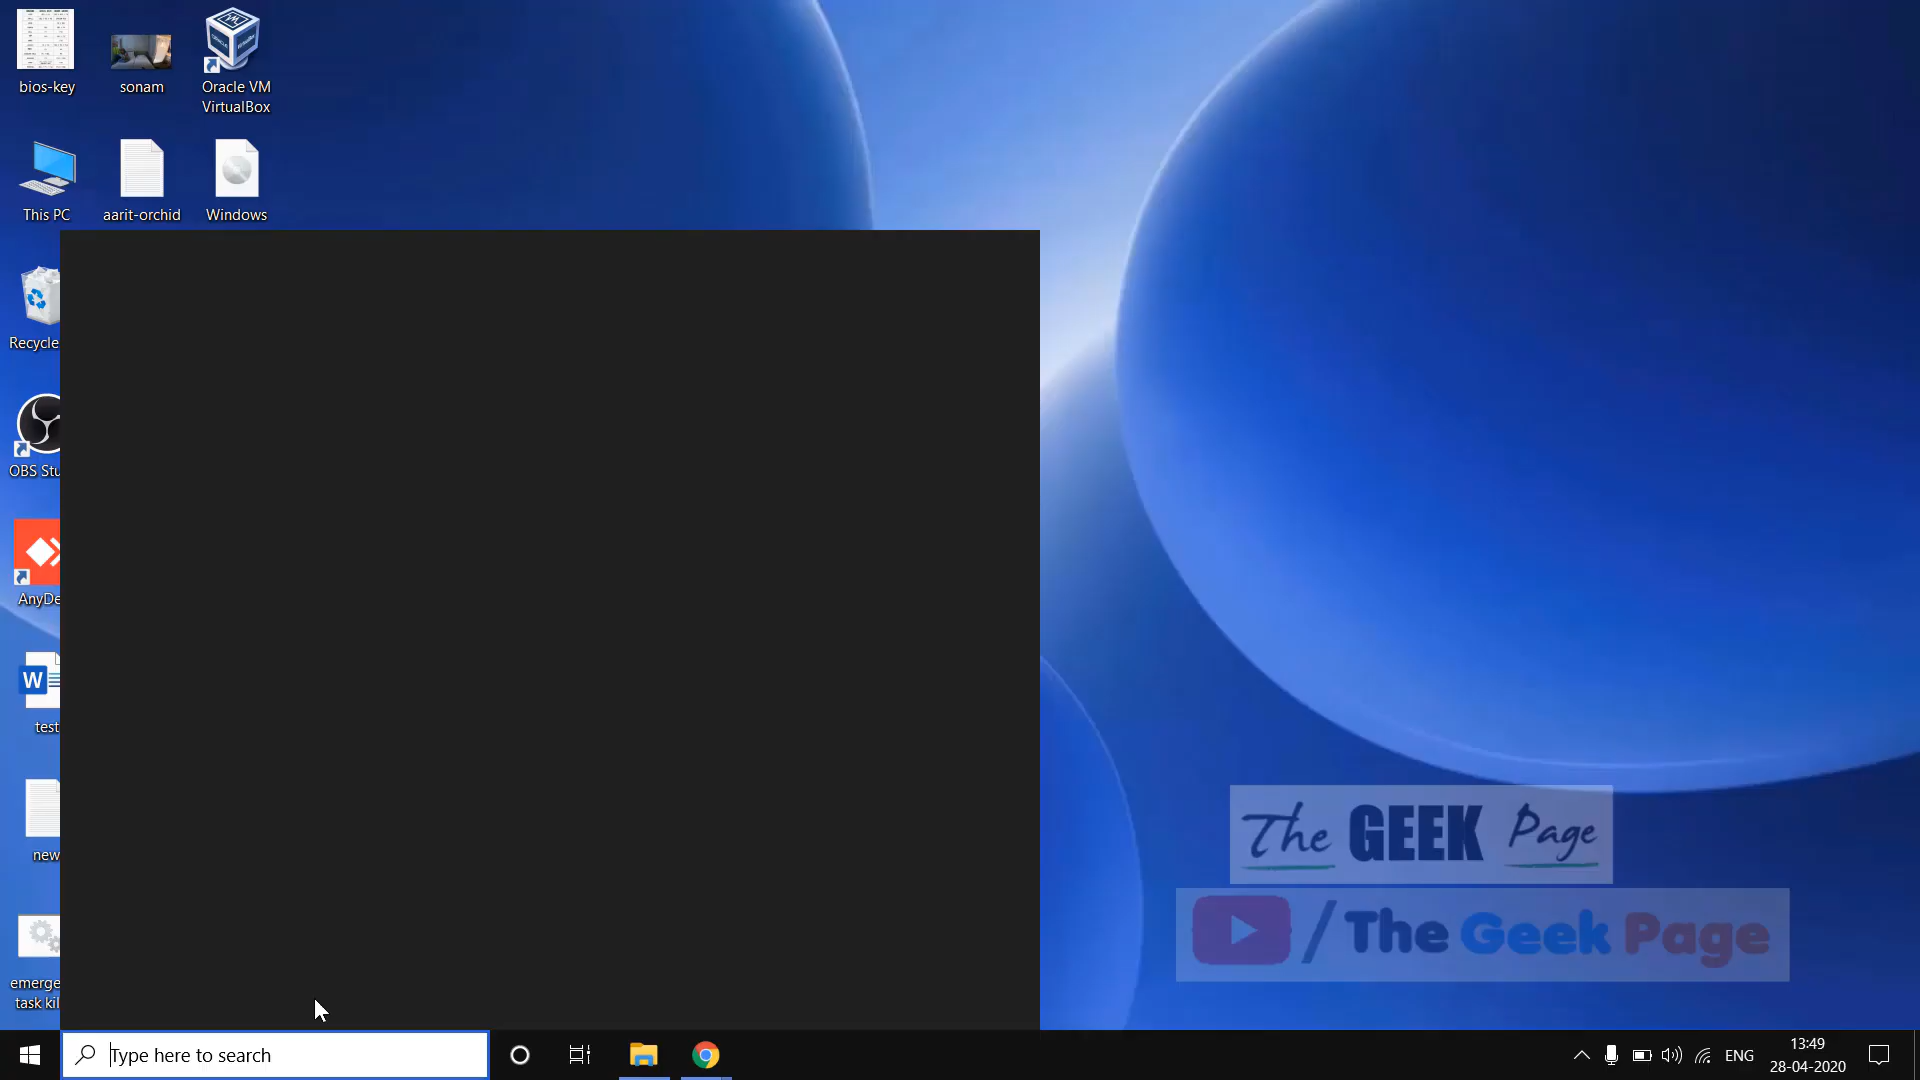 bios-key
sonam
Oracle VM
VirtualBox
This PC
aarit-orchid
Windows
Recycle
OBS Stu
AnyDe
W
test
new
emerge
task kil
The GEEK Page
/ The Geek Page
Type here to search
ENG
13:49
28-04-2020